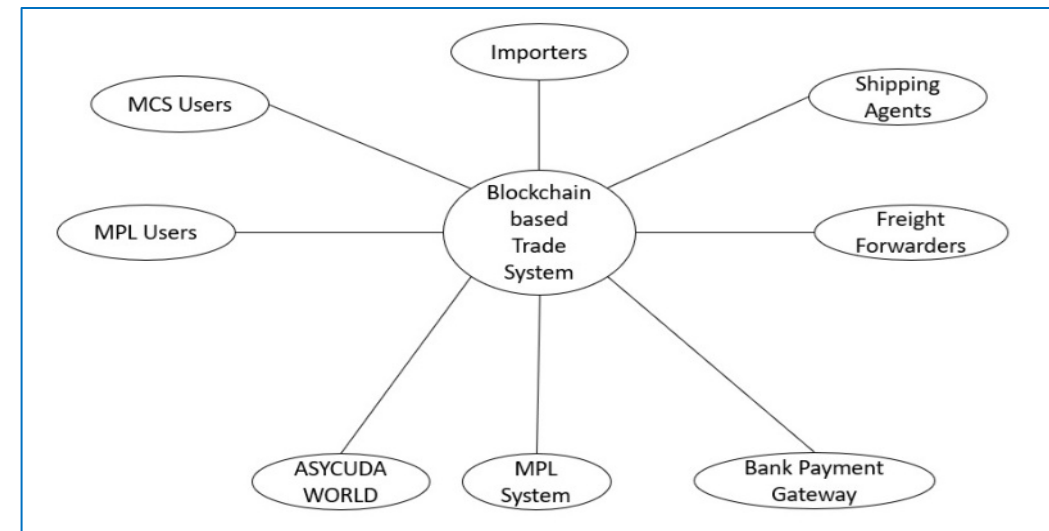 Importers
MCS Users
Shipping
Agents
Blockchain
based
Trade
System
MPL Users
Freight
Forwarders
ASYCUDA
WORLD
MPL
System
Bank Payment
Gateway